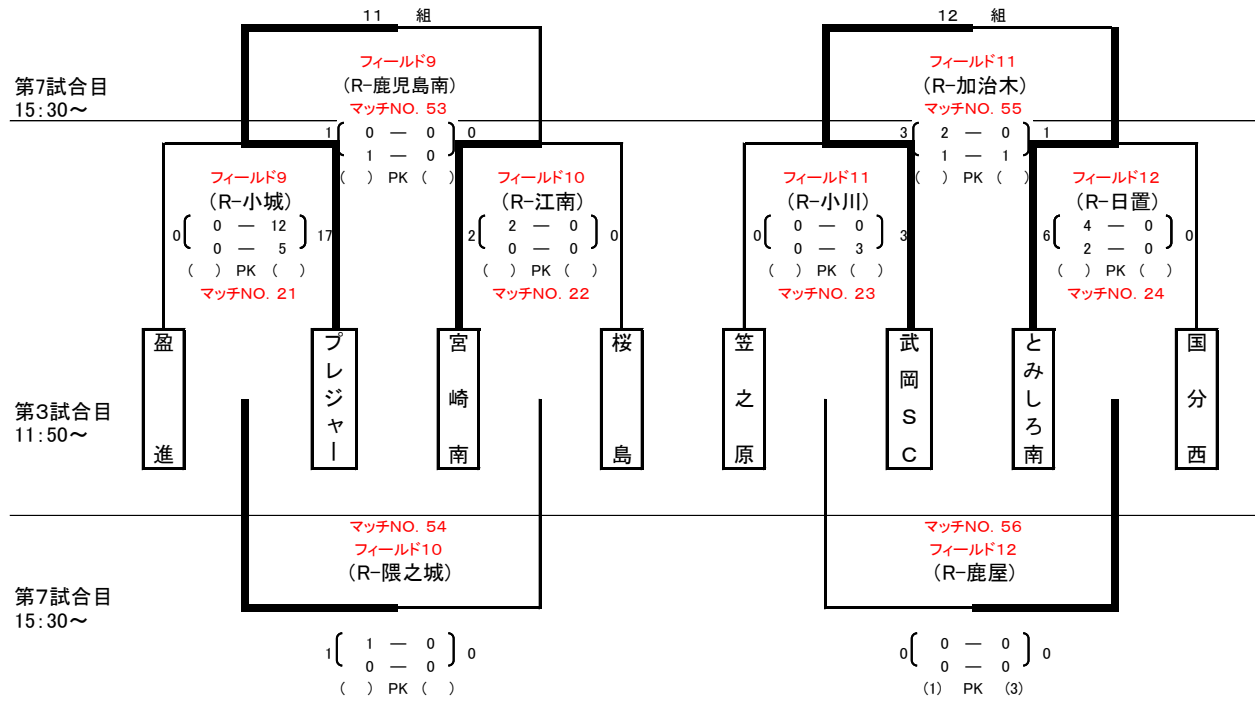 11　組
フィールド9
(R-鹿児島南)
マッチNO. 53
1 0 — 0 0
1 — 0
(　) PK (　)
12　組
フィールド11
(R-加治木)
マッチNO. 55
3 2 — 0 1
1 — 1
(　) PK (　)
第7試合目
15:30～
フィールド9
(R-小城)
0 0 — 12 17
0 — 5
(　) PK (　)
マッチNO. 21
フィールド10
(R-江南)
2 2 — 0 0
0 — 0
(　) PK (　)
マッチNO. 22
フィールド11
(R-小川)
0 0 — 0 3
0 — 3
(　) PK (　)
マッチNO. 23
フィールド12
(R-日置)
6 4 — 0 0
2 — 0
(　) PK (　)
マッチNO. 24
第3試合目
11:50～
盈進
プレジャー
宮崎南
桜島
笠之原
武岡SC
とみしろ南
国分西
マッチNO. 54
フィールド10
(R-隈之城)
1 1 — 0 0
0 — 0
(　) PK (　)
マッチNO. 56
フィールド12
(R-鹿屋)
0 0 — 0 0
0 — 0
(1) PK (3)
第7試合目
15:30～